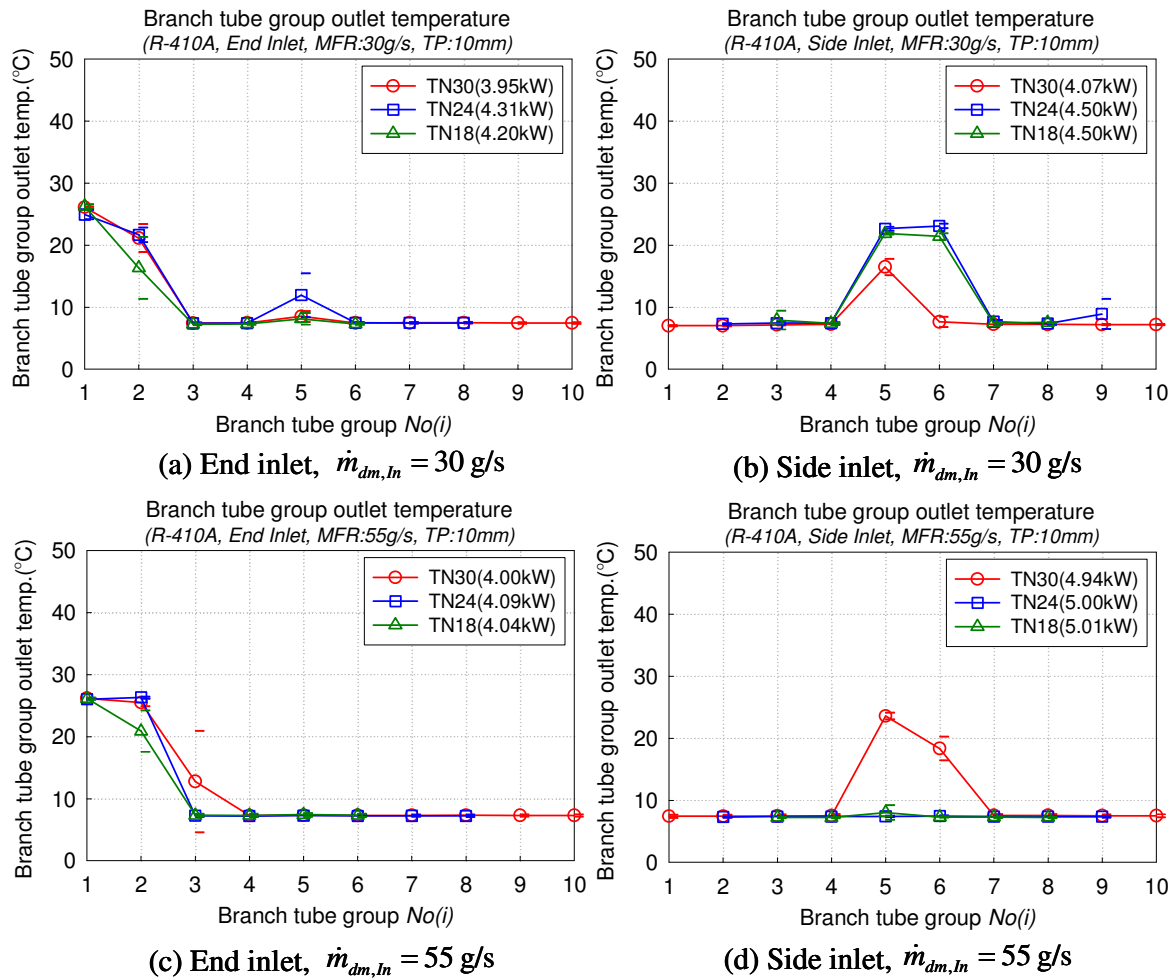 Branch tube group outlet temperature
(R-410A, End Inlet, MFR:30g/s, TP:10mm)
Branch tube group outlet temp.(°C)
50
40
30
20
10
0
TN30(3.95kW)
TN24(4.31kW)
TN18(4.20kW)
1 2 3 4 5 6 7 8 9 10
Branch tube group No(i)
(a) End inlet, ṁ_{dm,In} = 30 g/s
Branch tube group outlet temperature
(R-410A, Side Inlet, MFR:30g/s, TP:10mm)
Branch tube group outlet temp.(°C)
50
40
30
20
10
0
TN30(4.07kW)
TN24(4.50kW)
TN18(4.50kW)
1 2 3 4 5 6 7 8 9 10
Branch tube group No(i)
(b) Side inlet, ṁ_{dm,In} = 30 g/s
Branch tube group outlet temperature
(R-410A, End Inlet, MFR:55g/s, TP:10mm)
Branch tube group outlet temp.(°C)
50
40
30
20
10
0
TN30(4.00kW)
TN24(4.09kW)
TN18(4.04kW)
1 2 3 4 5 6 7 8 9 10
Branch tube group No(i)
(c) End inlet, ṁ_{dm,In} = 55 g/s
Branch tube group outlet temperature
(R-410A, Side Inlet, MFR:55g/s, TP:10mm)
Branch tube group outlet temp.(°C)
50
40
30
20
10
0
TN30(4.94kW)
TN24(5.00kW)
TN18(5.01kW)
1 2 3 4 5 6 7 8 9 10
Branch tube group No(i)
(d) Side inlet, ṁ_{dm,In} = 55 g/s